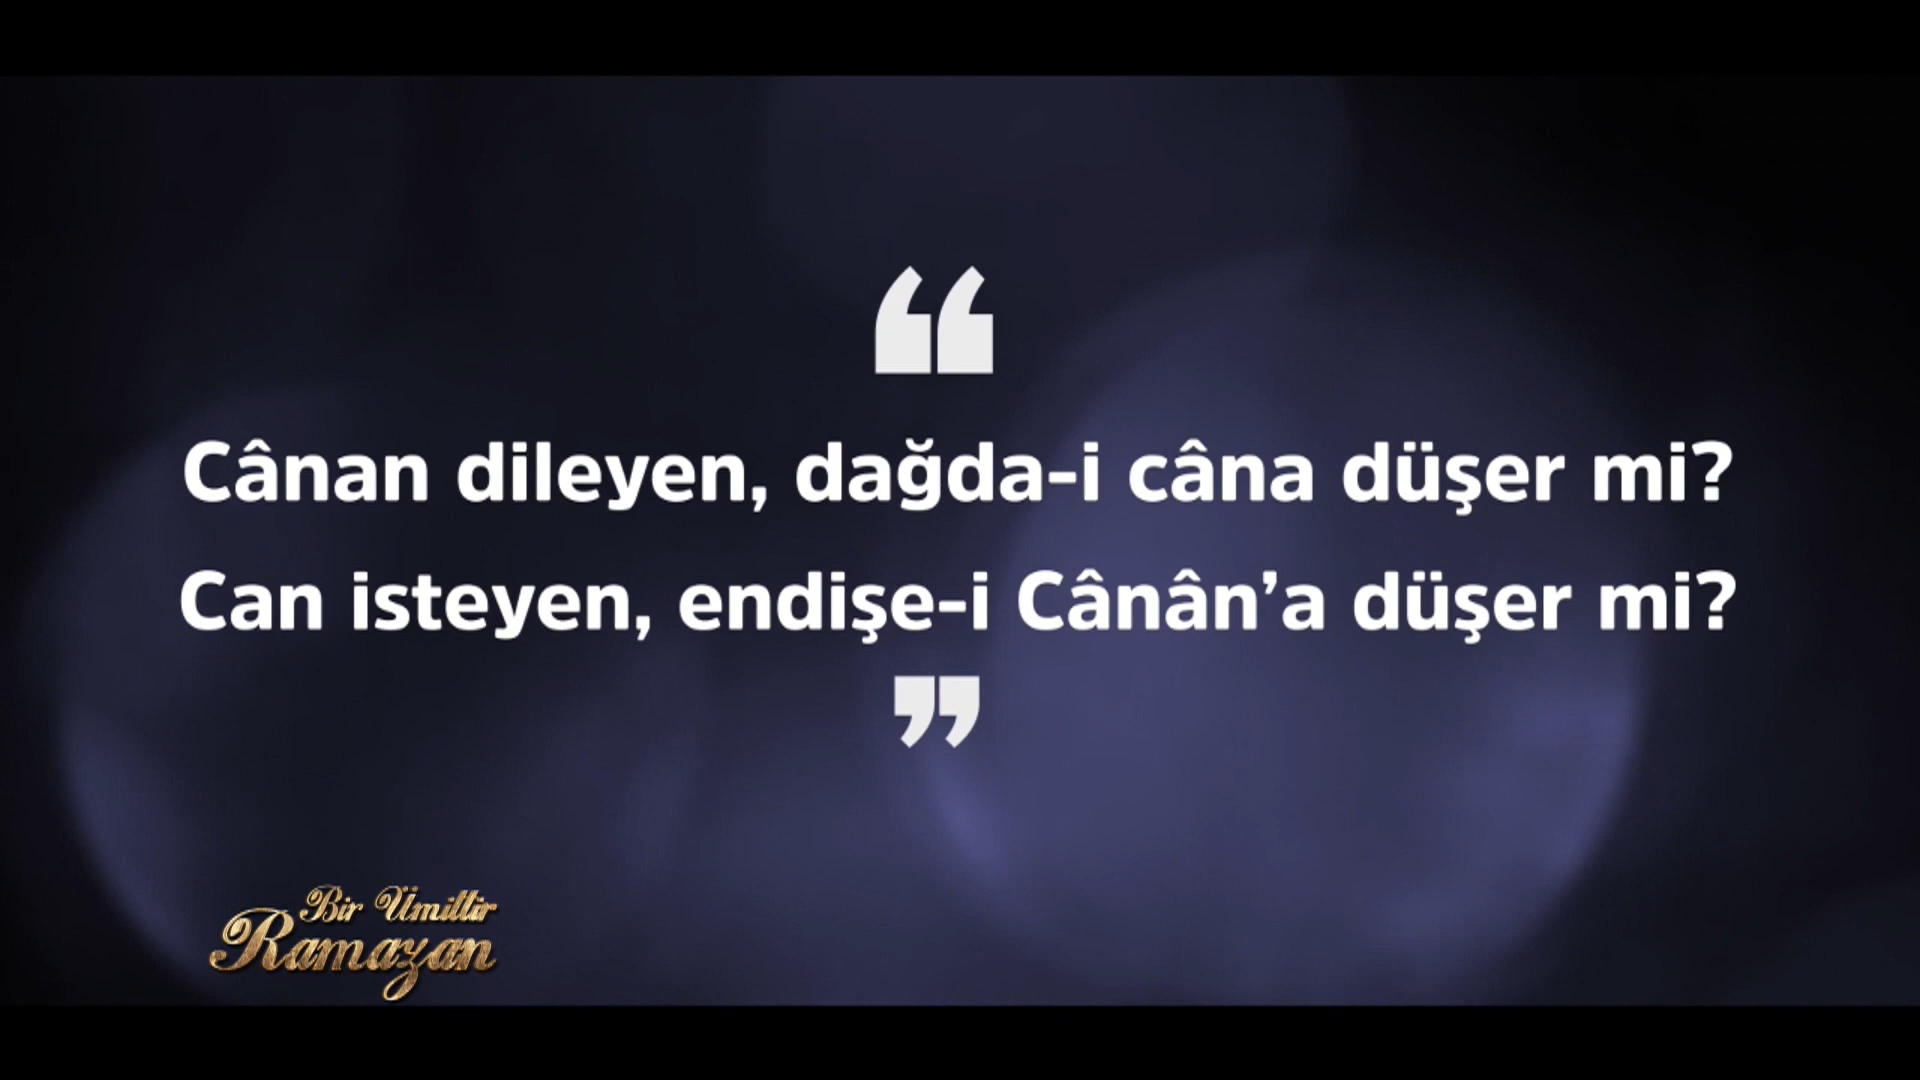 “
Cânan dileyen, dağda-i câna düşer mi?
Can isteyen, endişe-i Cânân’a düşer mi?
”
Bir Ümittir
Ramazan